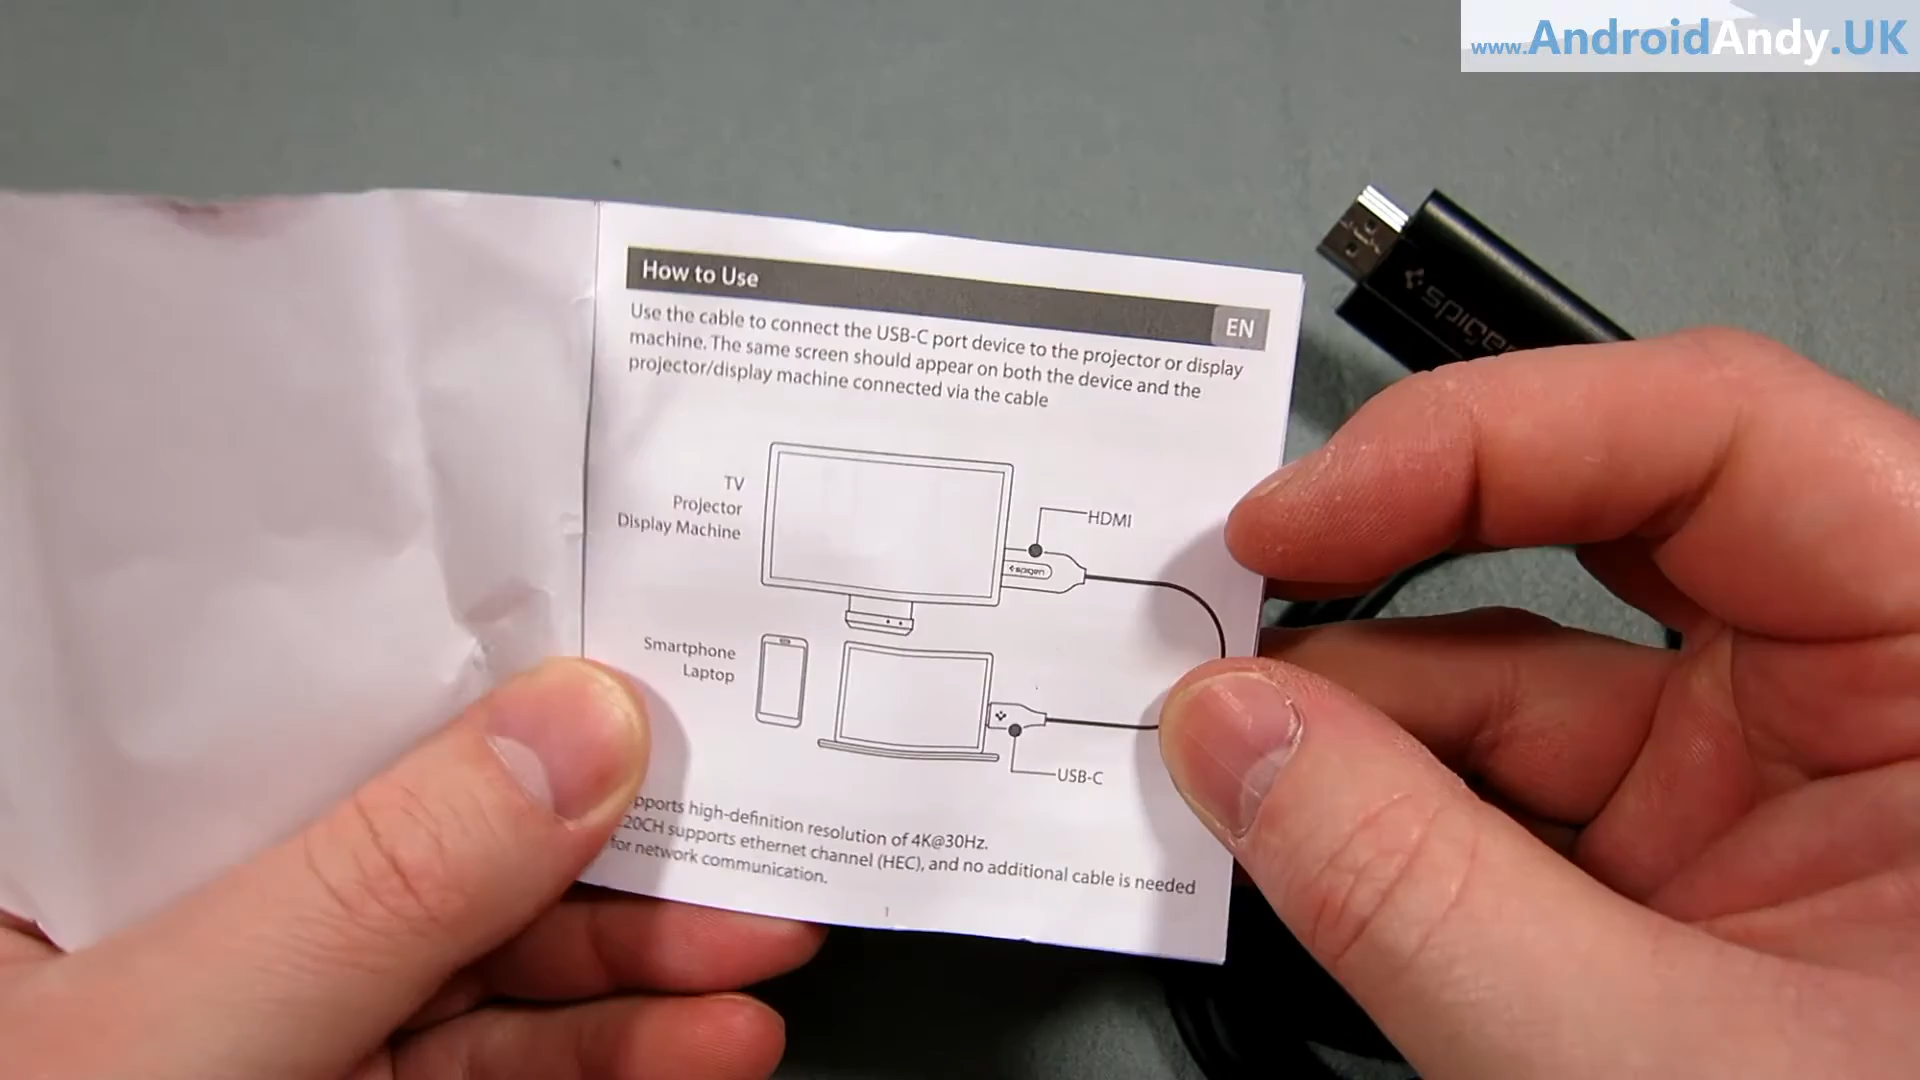 www.AndroidAndy.UK
How to Use
EN
Use the cable to connect the USB-C port device to the projector or display
machine. The same screen should appear on both the device and the
projector/display machine connected via the cable
TV
Projector
Display Machine
HDMI
spigen
Smartphone
Laptop
USB-C
high-definition resolution of 4K@30Hz.
supports ethernet channel (HEC), and no additional cable is needed
for network communication.
1